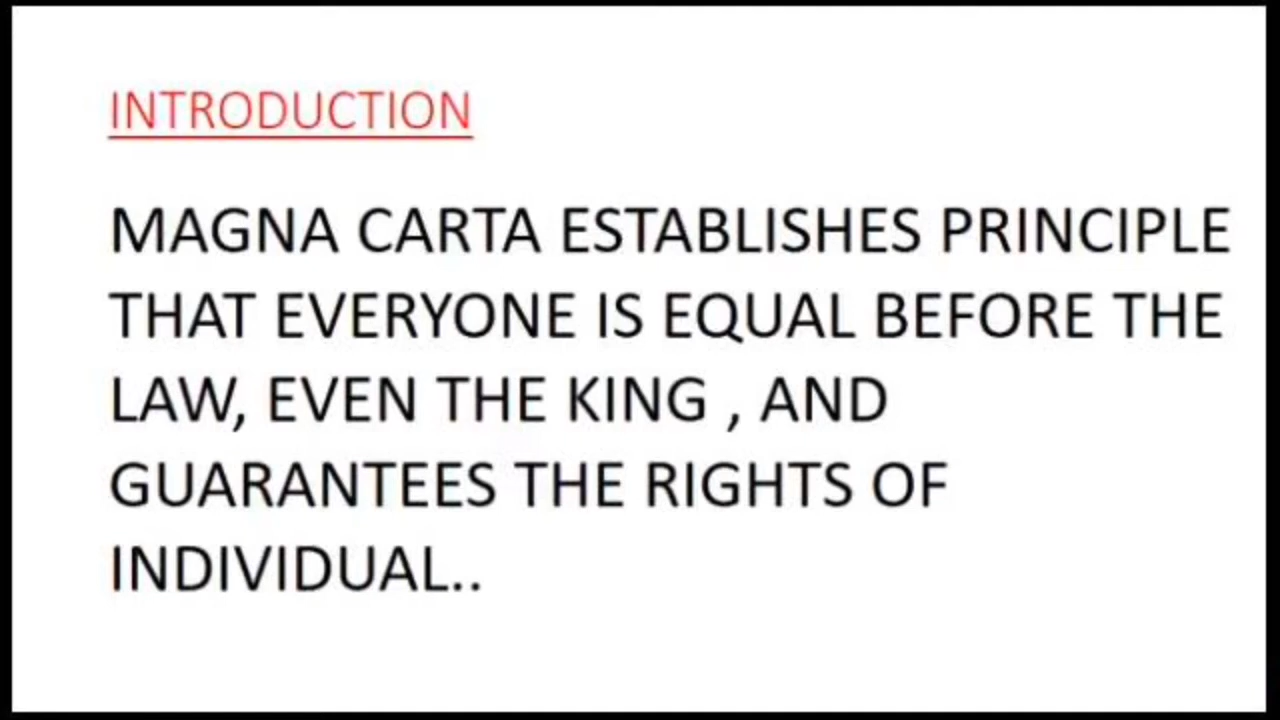 INTRODUCTION
MAGNA CARTA ESTABLISHES PRINCIPLE
THAT EVERYONE IS EQUAL BEFORE THE
LAW, EVEN THE KING , AND
GUARANTEES THE RIGHTS OF
INDIVIDUAL..